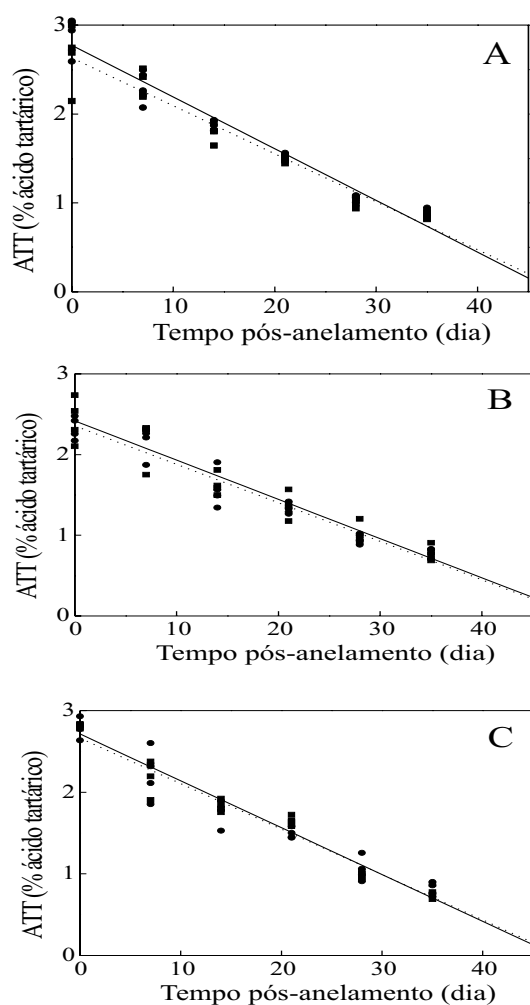 3
A
2
ATT (% ácido tartárico)
1
0
0 10 20 30 40
Tempo pós-anelamento (dia)
3
B
2
ATT (% ácido tartárico)
1
0
0 10 20 30 40
Tempo pós-anelamento (dia)
3
C
2
ATT (% ácido tartárico)
1
0
0 10 20 30 40
Tempo pós-anelamento (dia)